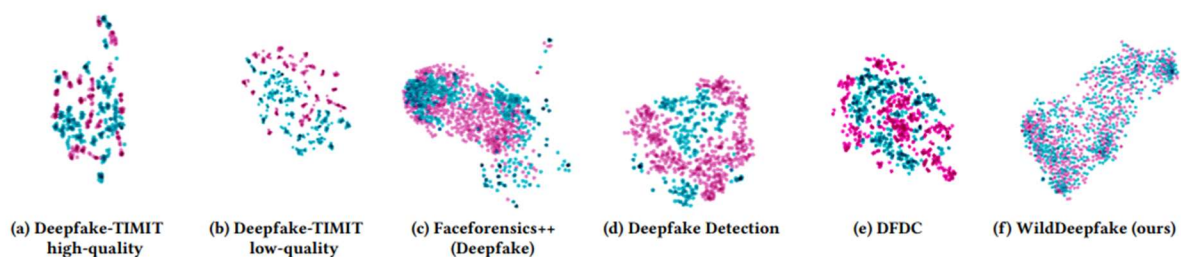 (a) Deepfake-TIMIT
high-quality
(b) Deepfake-TIMIT
low-quality
(c) Faceforensics++
(Deepfake)
(d) Deepfake Detection
(e) DFDC
(f) WildDeepfake (ours)